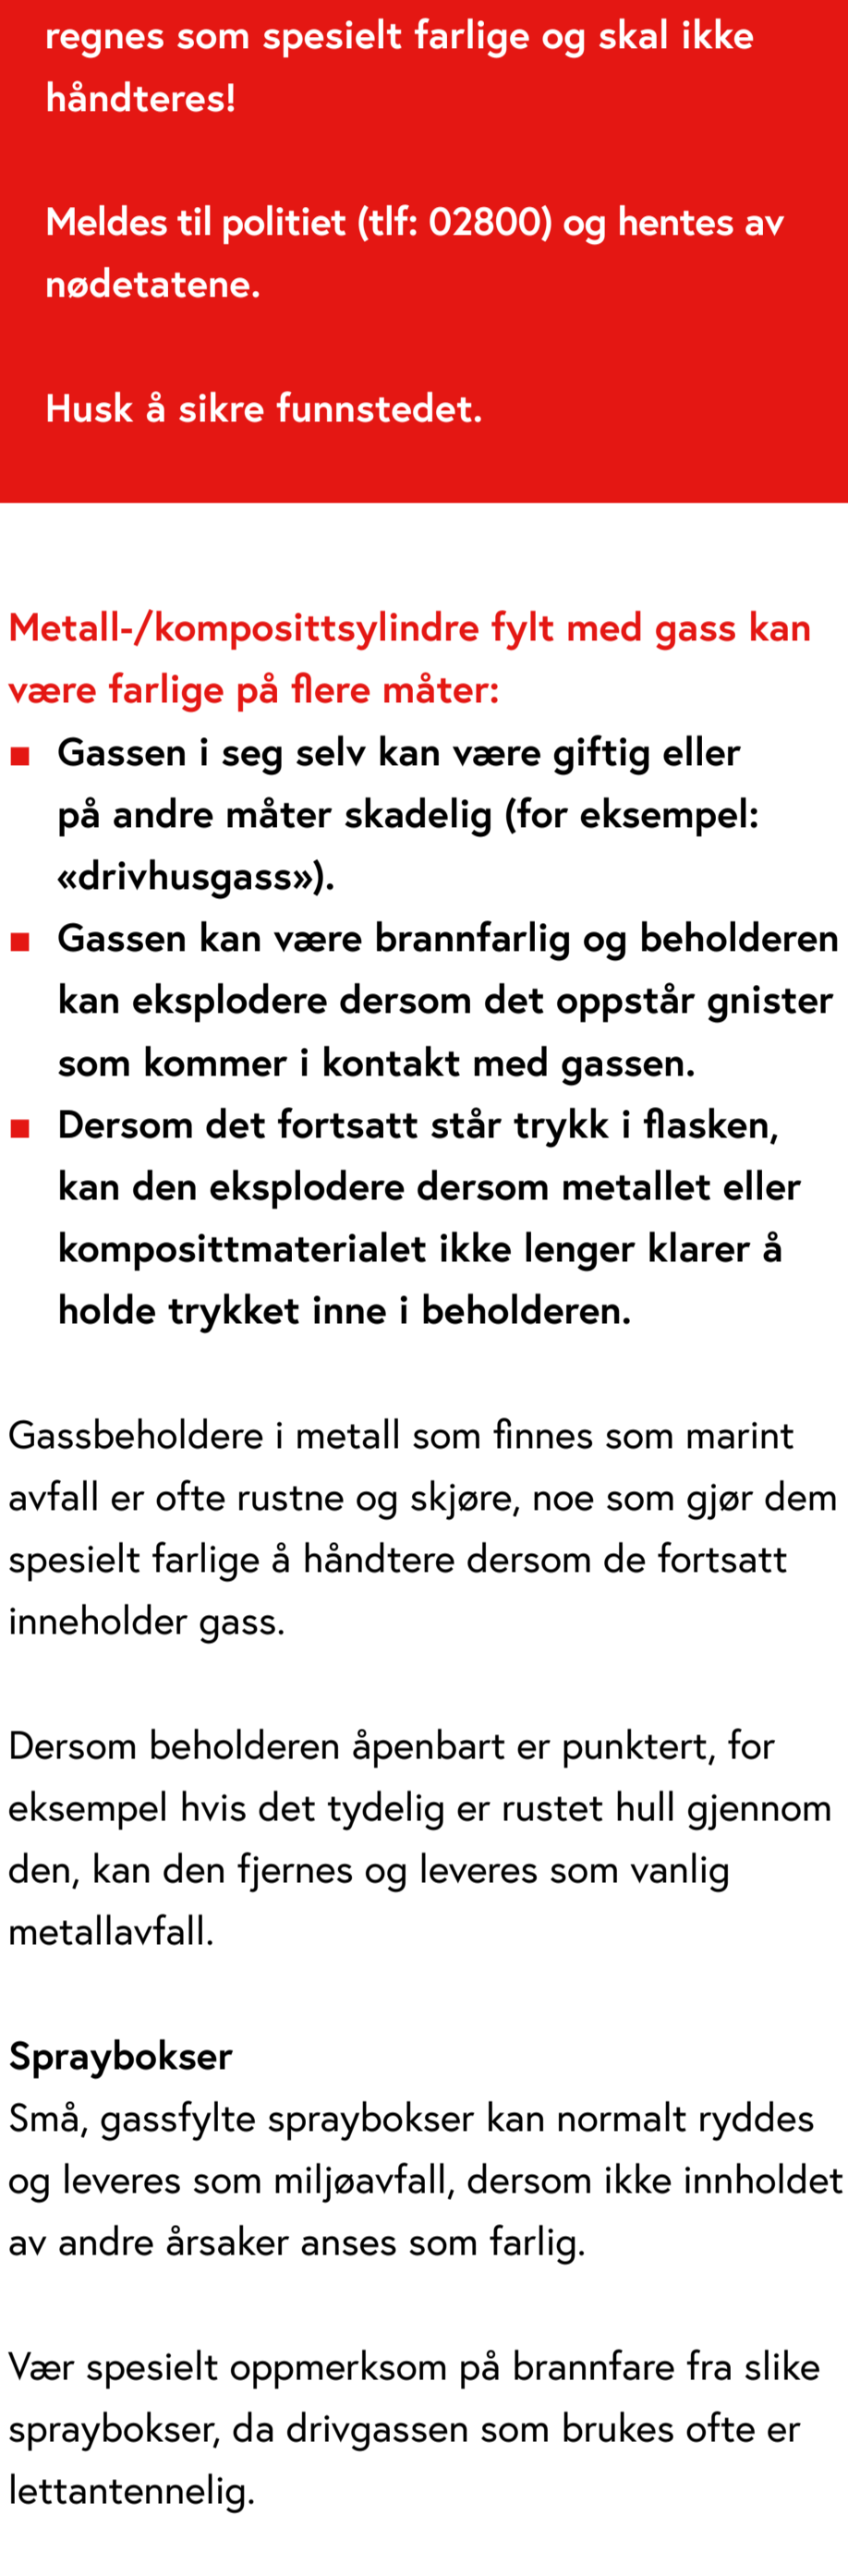 regnes som spesielt farlige og skal ikke
håndteres!
Meldes til politiet (tlf: 02800) og hentes av
nødetatene.
Husk å sikre funnstedet.
Metall-/komposittsylindre fylt med gass kan
være farlige på flere måter:
■ Gassen i seg selv kan være giftig eller
på andre måter skadelig (for eksempel:
«drivhusgass»).
■ Gassen kan være brannfarlig og beholderen
kan eksplodere dersom det oppstår gnister
som kommer i kontakt med gassen.
■ Dersom det fortsatt står trykk i flasken,
kan den eksplodere dersom metallet eller
komposittmaterialet ikke lenger klarer å
holde trykket inne i beholderen.
Gassbeholdere i metall som finnes som marint
avfall er ofte rustne og skjøre, noe som gjør dem
spesielt farlige å håndtere dersom de fortsatt
inneholder gass.
Dersom beholderen åpenbart er punktert, for
eksempel hvis det tydelig er rustet hull gjennom
den, kan den fjernes og leveres som vanlig
metallavfall.
Spraybokser
Små, gassfylte spraybokser kan normalt ryddes
og leveres som miljøavfall, dersom ikke innholdet
av andre årsaker anses som farlig.
Vær spesielt oppmerksom på brannfare fra slike
spraybokser, da drivgassen som brukes ofte er
lettantennelig.